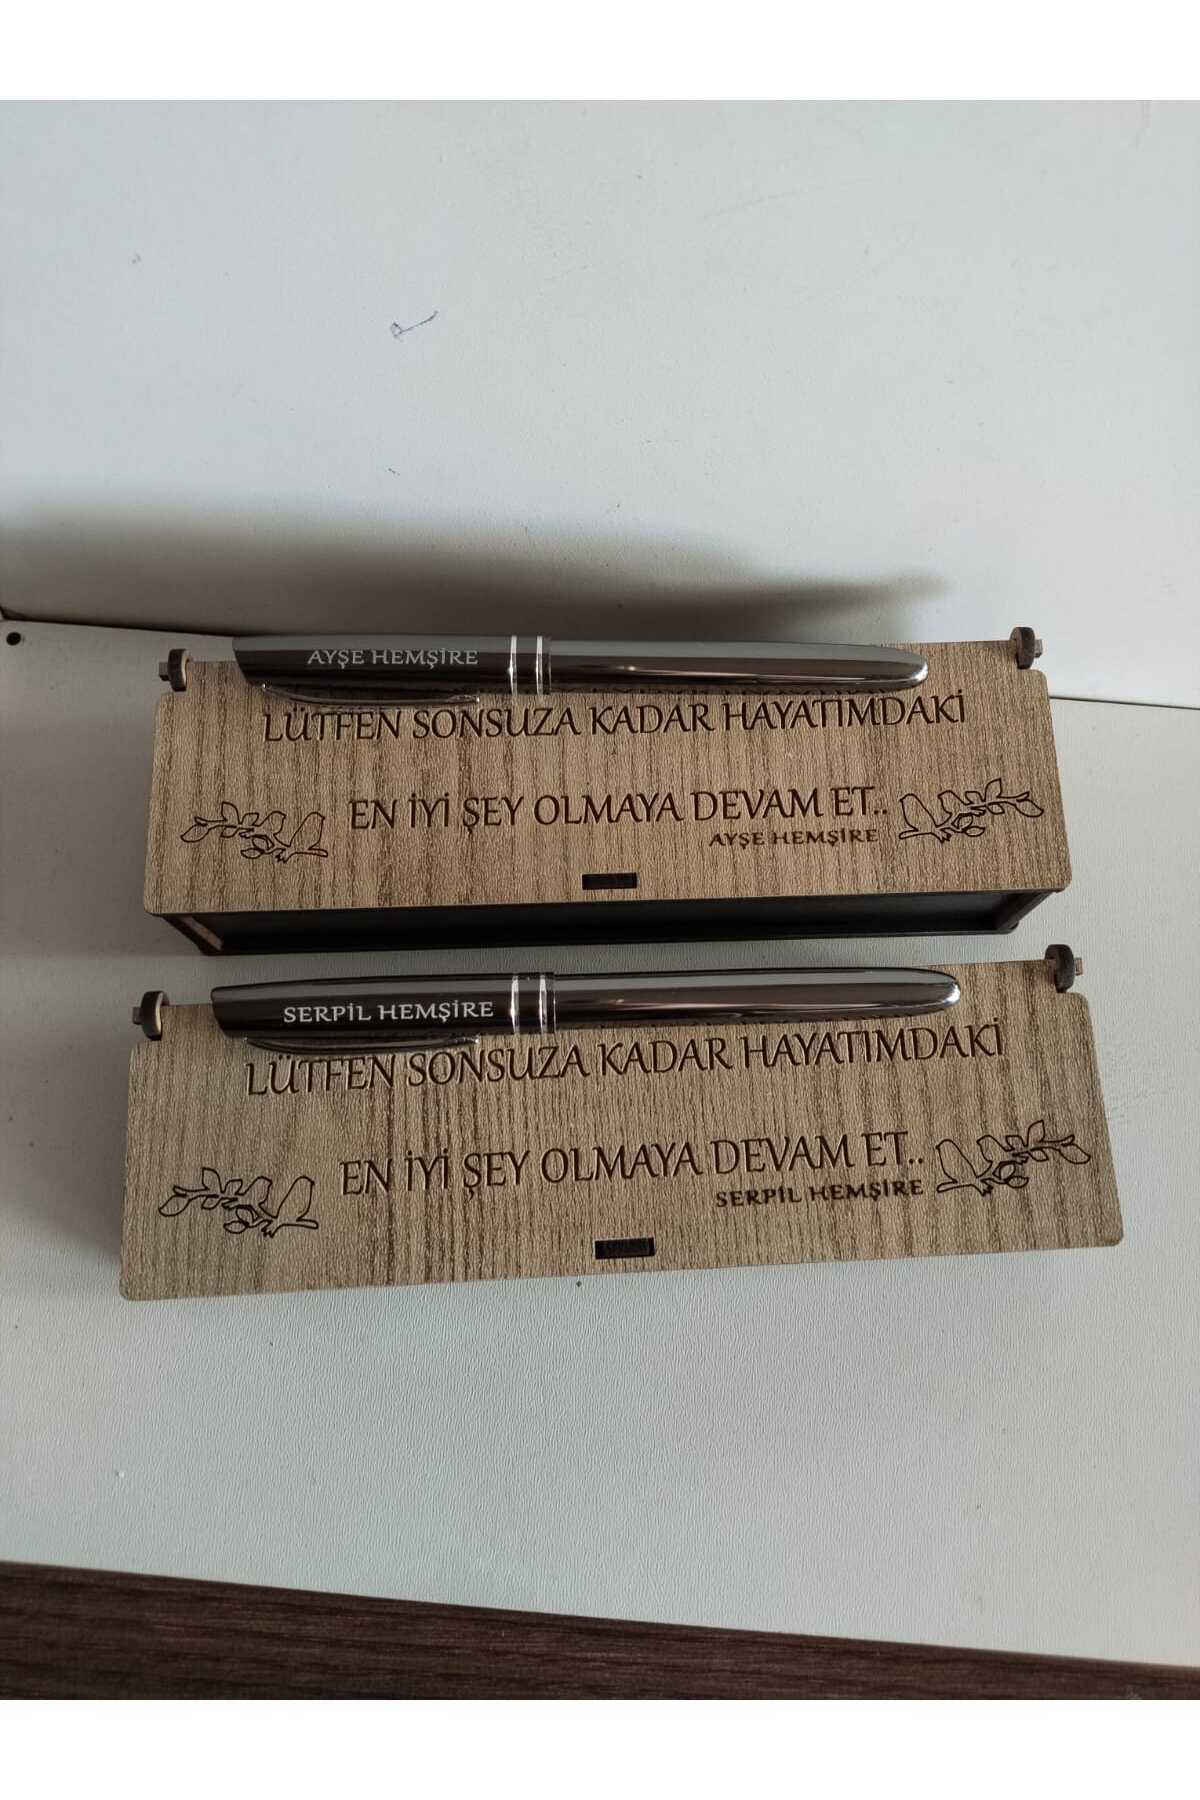 AYŞE HEMŞİRE
LÜTFEN SONSUZA KADAR HAYATIMDAKİ
EN İYİ ŞEY OLMAYA DEVAM ET..
AYŞE HEMŞİRE
SERPİL HEMŞİRE
LÜTFEN SONSUZA KADAR HAYATIMDAKİ
EN İYİ ŞEY OLMAYA DEVAM ET..
SERPİL HEMŞİRE